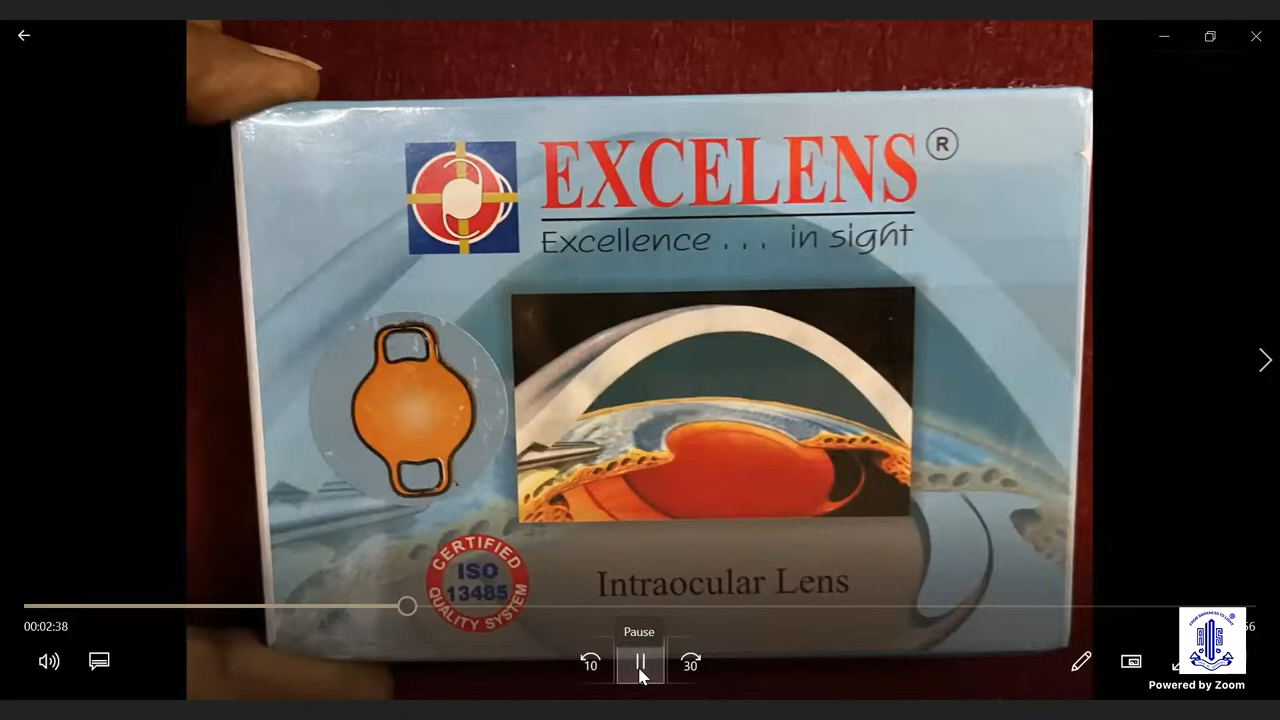 EXCELENS ®
Excellence . . . in sight
CERTIFIED
ISO
13485
QUALITY SYSTEM
Intraocular Lens
00:02:38
56
Pause
10
30
Powered by Zoom